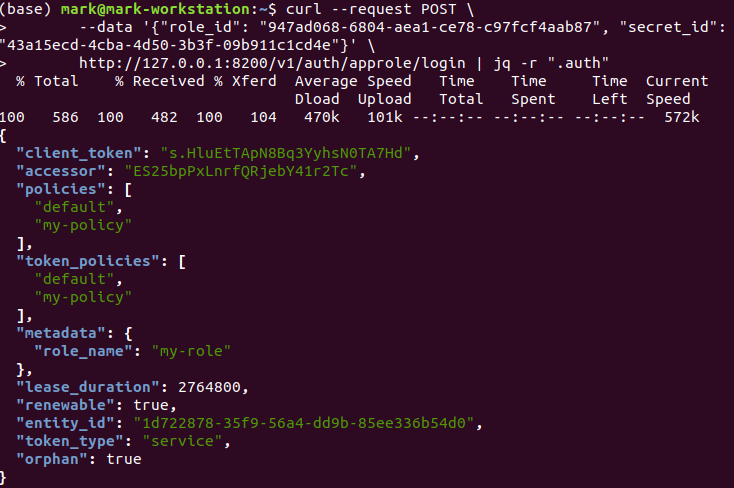 (base) mark@mark-workstation:~$ curl --request POST \
>       --data '{"role_id": "947ad068-6804-aea1-ce78-c97fcf4aab87", "secret_id":
"43a15ecd-4cba-4d50-3b3f-09b911c1cd4e"}' \
>       http://127.0.0.1:8200/v1/auth/approle/login | jq -r ".auth"
  % Total    % Received % Xferd  Average Speed   Time    Time     Time  Current
                                 Dload  Upload   Total   Spent    Left  Speed
100   586  100   482  100   104   470k   101k --:--:-- --:--:-- --:--:--  572k
{
  "client_token": "s.HluEtTApN8Bq3YyhsN0TA7Hd",
  "accessor": "ES25bpPxLnrfQRjebY41r2Tc",
  "policies": [
    "default",
    "my-policy"
  ],
  "token_policies": [
    "default",
    "my-policy"
  ],
  "metadata": {
    "role_name": "my-role"
  },
  "lease_duration": 2764800,
  "renewable": true,
  "entity_id": "1d722878-35f9-56a4-dd9b-85ee336b54d0",
  "token_type": "service",
  "orphan": true
}